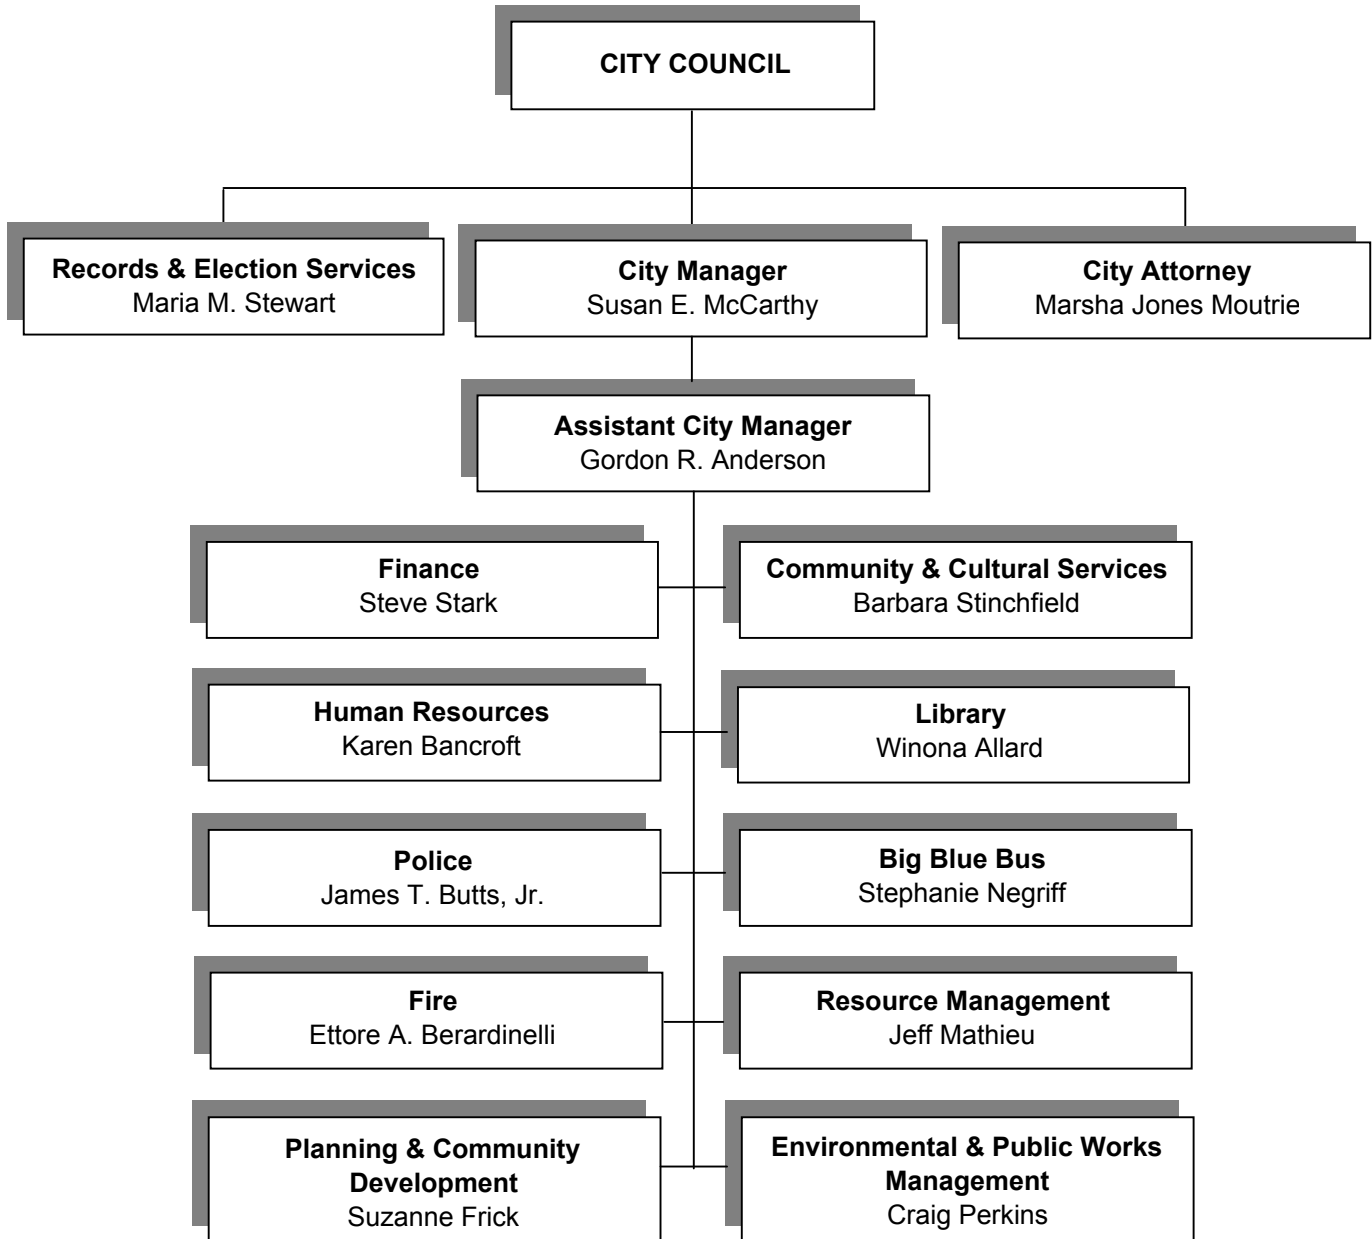 CITY COUNCIL
Records & Election Services
Maria M. Stewart
City Manager
Susan E. McCarthy
City Attorney
Marsha Jones Moutrie
Assistant City Manager
Gordon R. Anderson
Finance
Steve Stark
Community & Cultural Services
Barbara Stinchfield
Human Resources
Karen Bancroft
Library
Winona Allard
Police
James T. Butts, Jr.
Big Blue Bus
Stephanie Negriff
Fire
Ettore A. Berardinelli
Resource Management
Jeff Mathieu
Planning & Community
Development
Suzanne Frick
Environmental & Public Works
Management
Craig Perkins